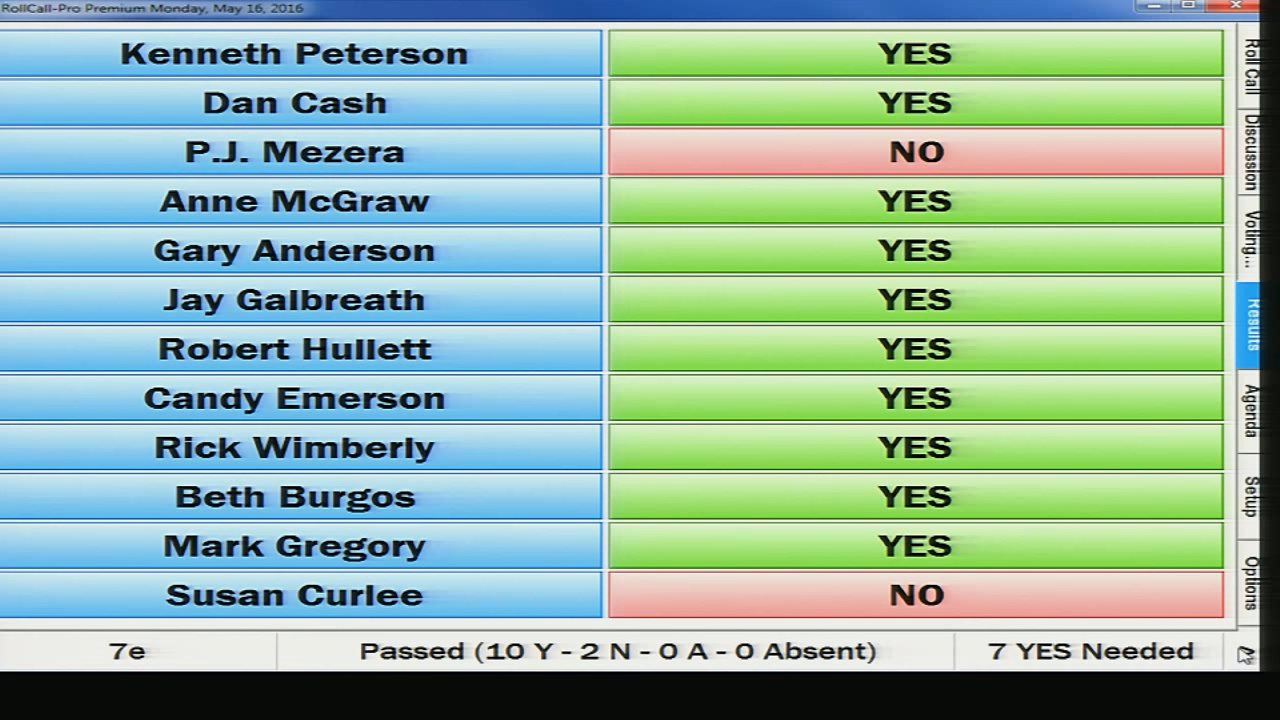 RollCall-Pro Premium Monday, May 16, 2016
Kenneth Peterson YES
Dan Cash YES
P.J. Mezera NO
Anne McGraw YES
Gary Anderson YES
Jay Galbreath YES
Robert Hullett YES
Candy Emerson YES
Rick Wimberly YES
Beth Burgos YES
Mark Gregory YES
Susan Curlee NO
7e Passed (10 Y - 2 N - 0 A - 0 Absent) 7 YES Needed
Roll Call
Discussion
Voting...
Results
Agenda
Setup
Options